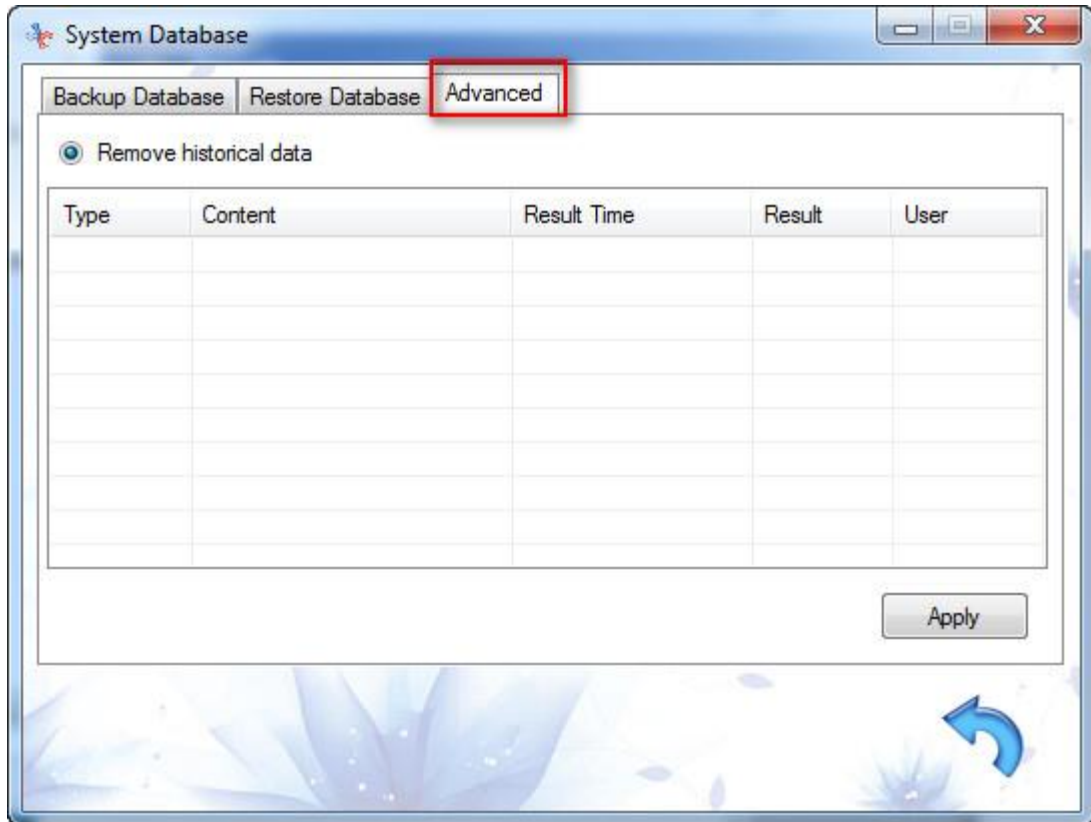 System Database
Backup Database Restore Database Advanced
Remove historical data
Type Content Result Time Result User
Apply